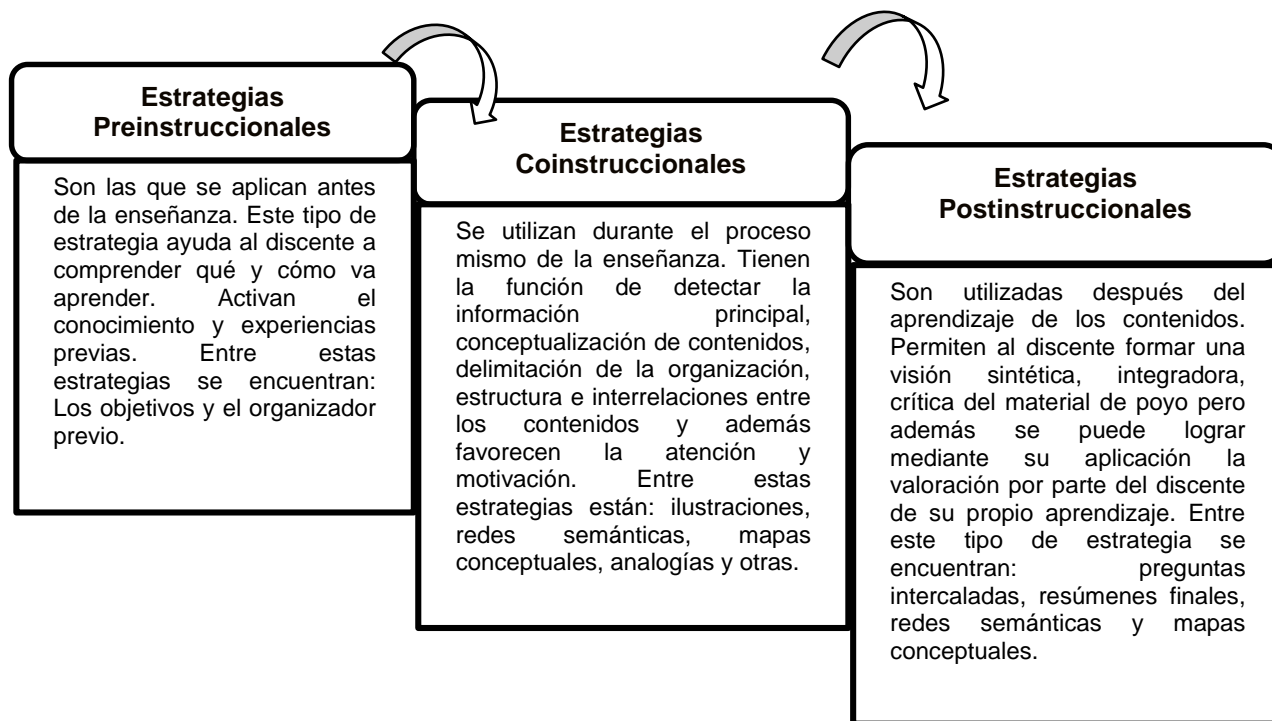 Estrategias
Preinstruccionales
Son las que se aplican antes
de la enseñanza. Este tipo de
estrategia ayuda al discente a
comprender qué y cómo va
aprender. Activan el
conocimiento y experiencias
previas. Entre estas
estrategias se encuentran:
Los objetivos y el organizador
previo.
Estrategias
Coinstruccionales
Se utilizan durante el proceso
mismo de la enseñanza. Tienen
la función de detectar la
información principal,
conceptualización de contenidos,
delimitación de la organización,
estructura e interrelaciones entre
los contenidos y además
favorecen la atención y
motivación. Entre estas
estrategias están: ilustraciones,
redes semánticas, mapas
conceptuales, analogías y otras.
Estrategias
Postinstruccionales
Son utilizadas después del
aprendizaje de los contenidos.
Permiten al discente formar una
visión sintética, integradora,
crítica del material de poyo pero
además se puede lograr
mediante su aplicación la
valoración por parte del discente
de su propio aprendizaje. Entre
este tipo de estrategia se
encuentran: preguntas
intercaladas, resúmenes finales,
redes semánticas y mapas
conceptuales.